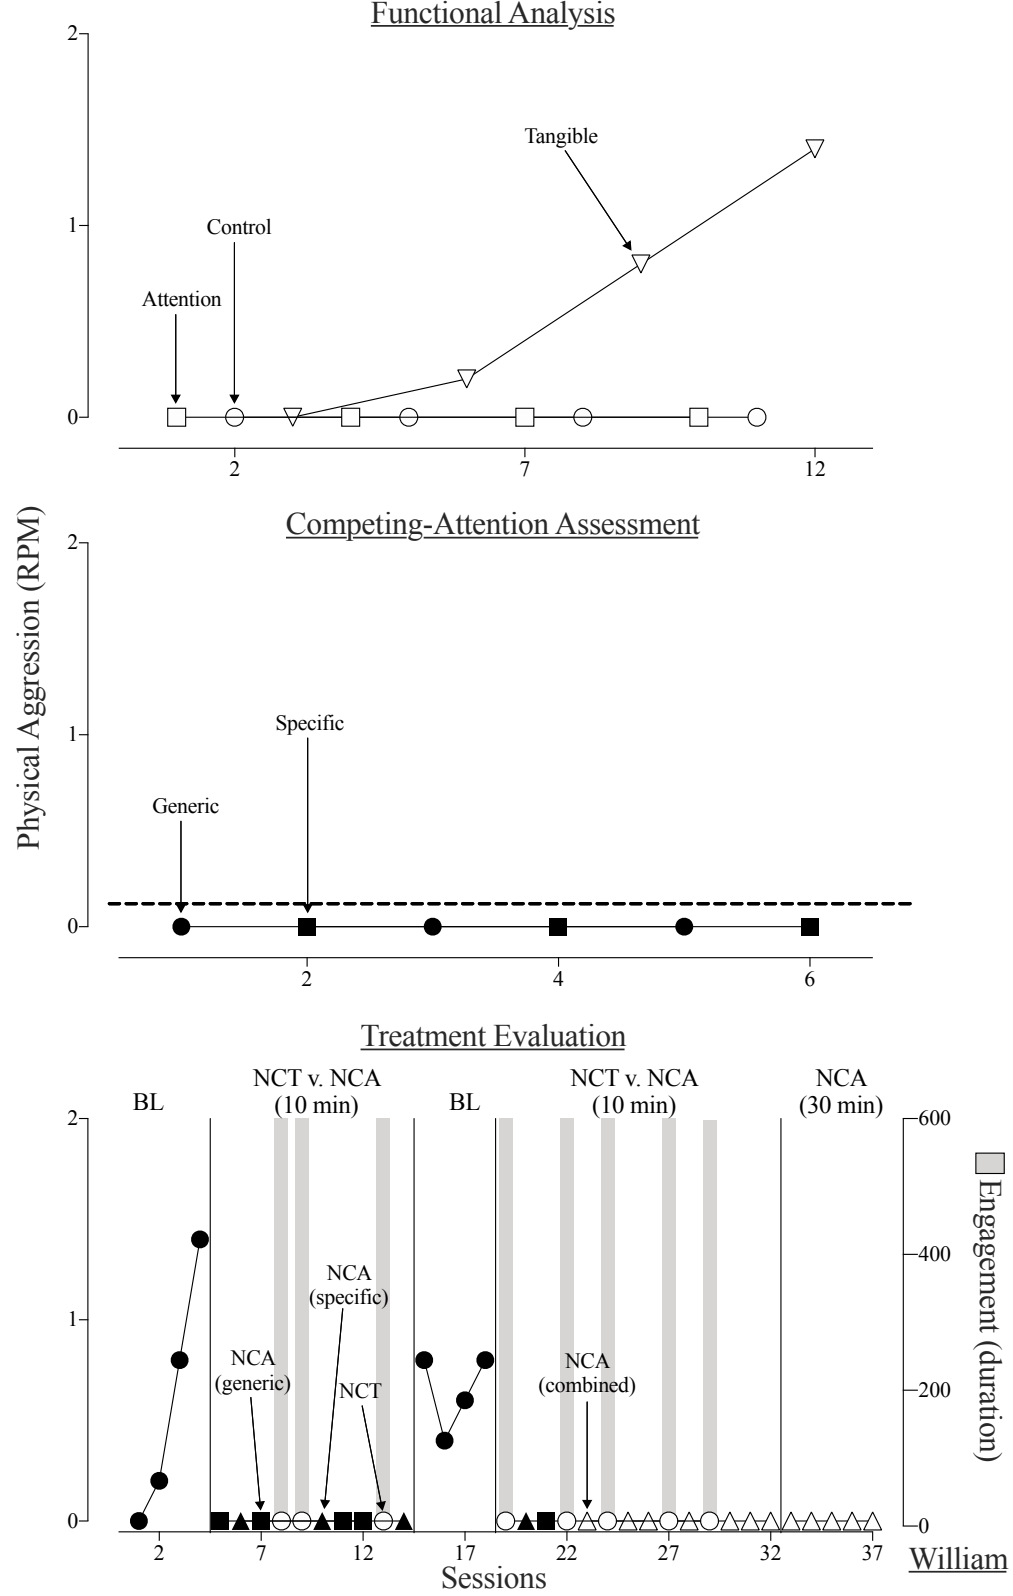 Functional Analysis
2
1
0
Tangible
Control
Attention
2 7 12
Physical Aggression (RPM)
Competing-Attention Assessment
2
1
0
Specific
Generic
2 4 6
Treatment Evaluation
BL
NCT v. NCA
(10 min)
BL
NCT v. NCA
(10 min)
NCA
(30 min)
2
1
0
NCA
(specific)
NCA
(generic)
NCT
NCA
(combined)
600
400
200
0
Engagement (duration)
2 7 12 17 22 27 32 37
Sessions
William